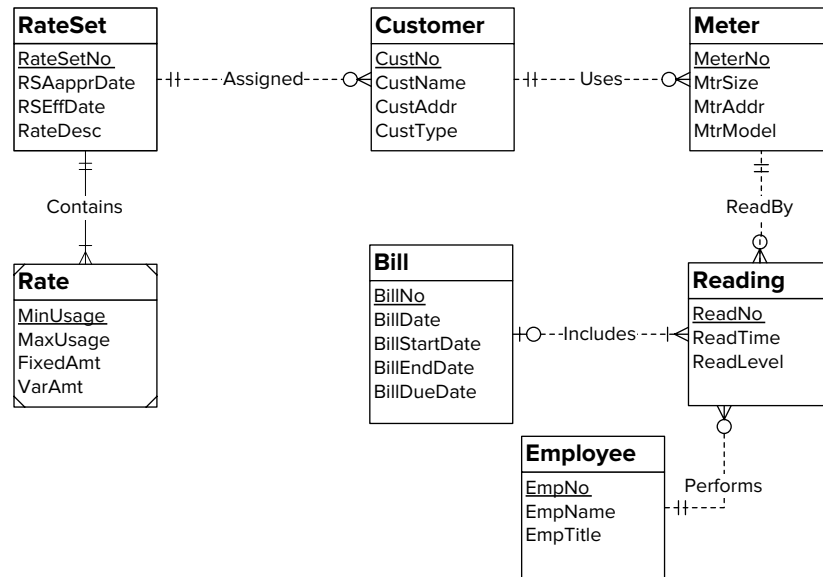 RateSet
RateSetNo
RSAapprDate
RSEffDate
RateDesc
Assigned
Customer
CustNo
CustName
CustAddr
CustType
Uses
Meter
MeterNo
MtrSize
MtrAddr
MtrModel
Contains
ReadBy
Rate
MinUsage
MaxUsage
FixedAmt
VarAmt
Bill
BillNo
BillDate
BillStartDate
BillEndDate
BillDueDate
Includes
Reading
ReadNo
ReadTime
ReadLevel
Employee
EmpNo
EmpName
EmpTitle
Performs